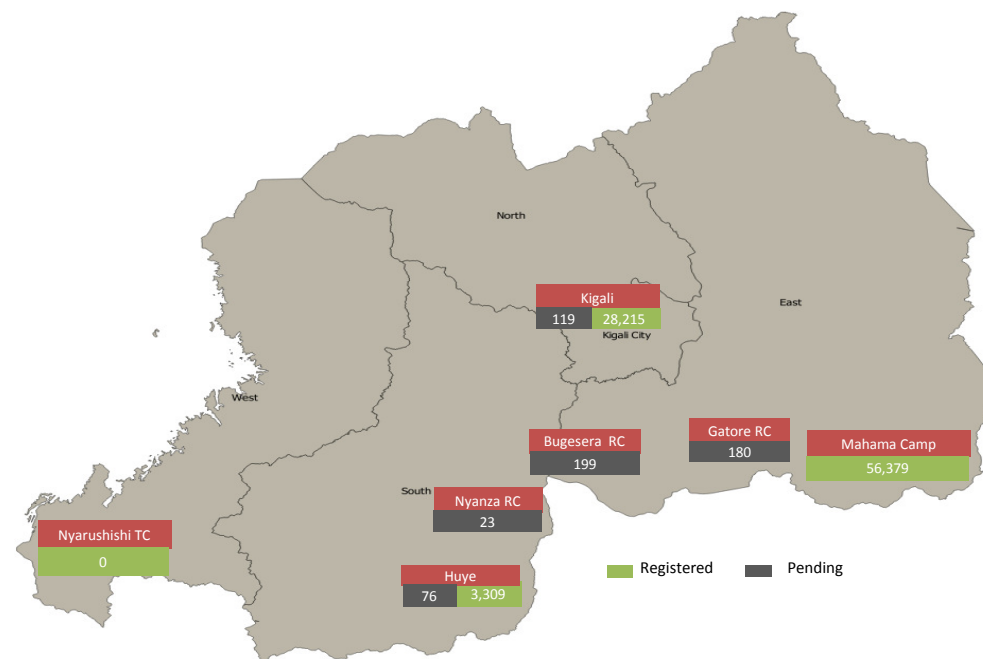 North
Kigali
119 28,215
Kigali City
East
West
Bugesera RC
199
Gatore RC
180
Mahama Camp
56,379
South
Nyanza RC
23
Nyarushishi TC
0
Huye
76 3,309
Registered Pending